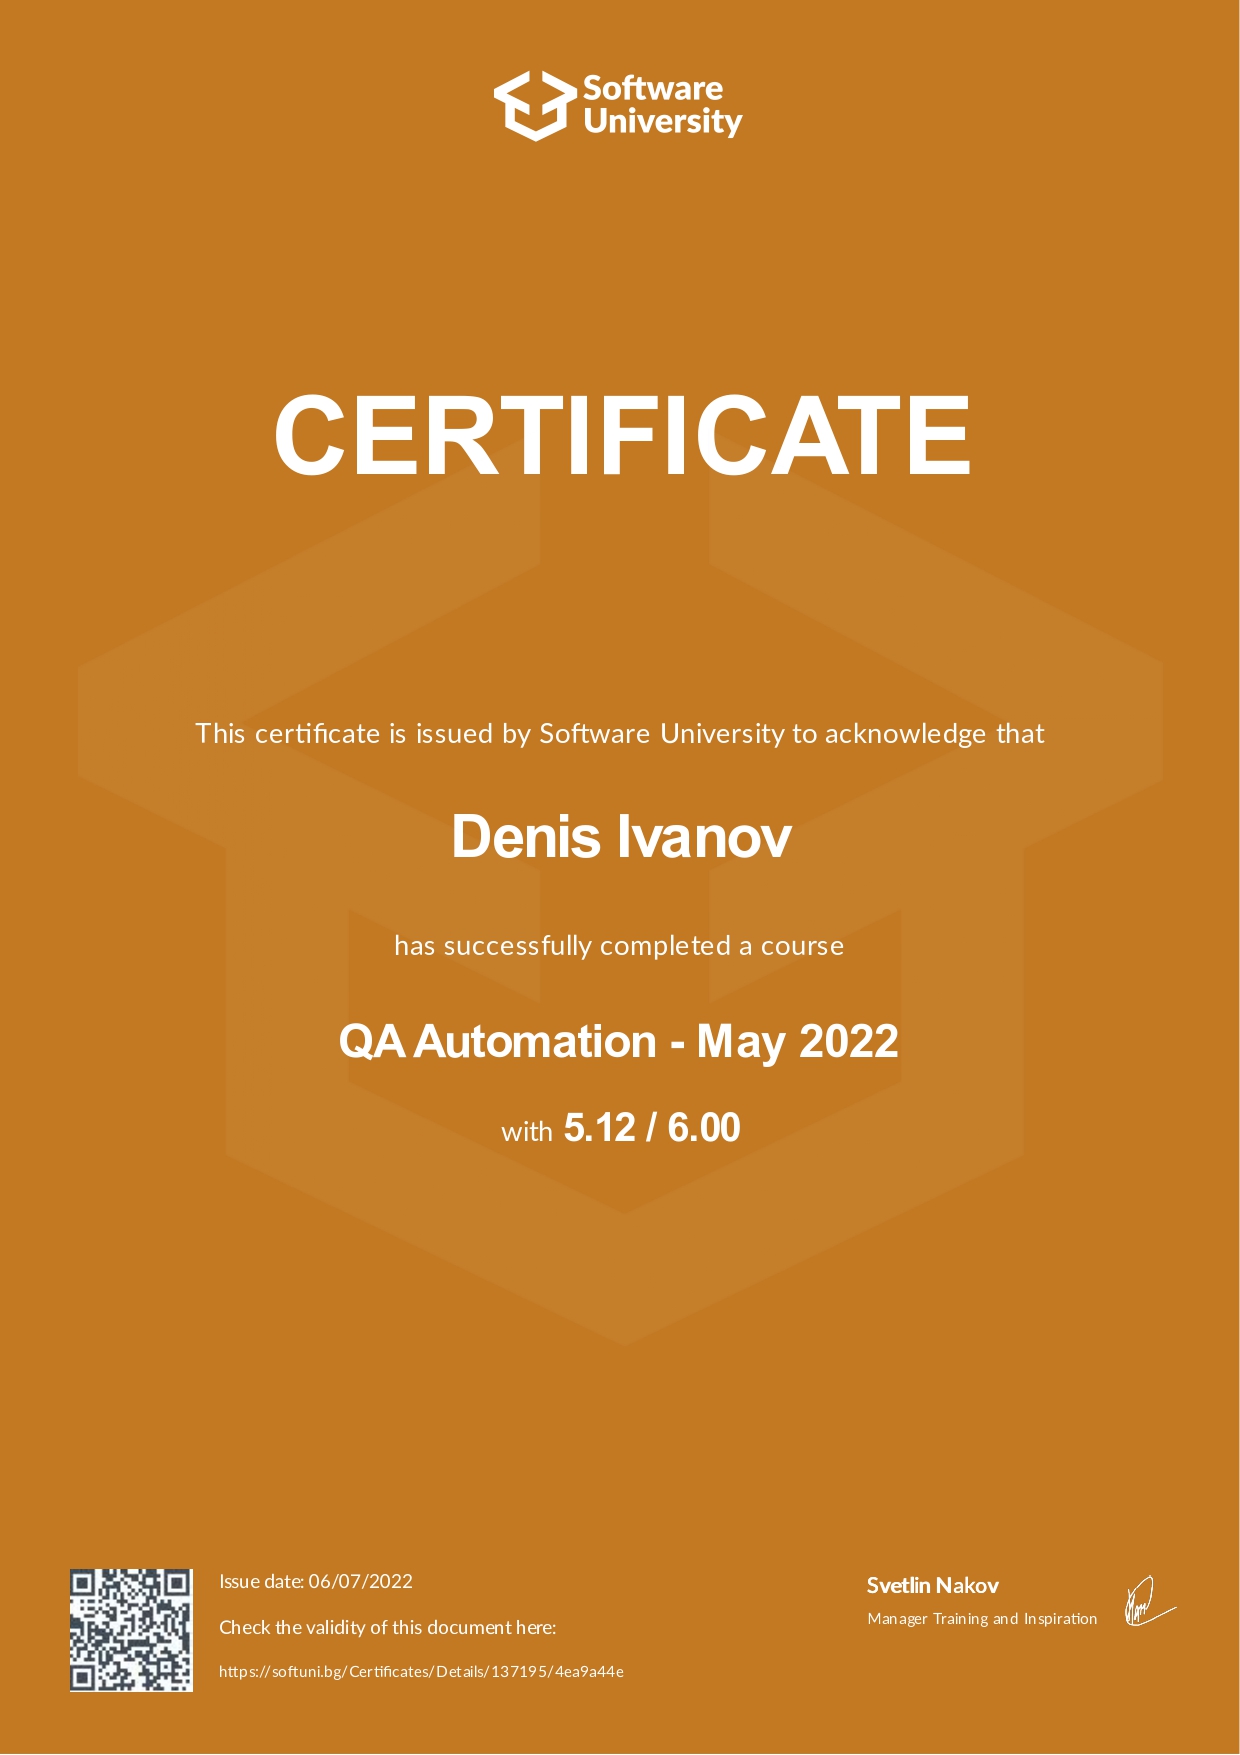 Software
University
CERTIFICATE
This certificate is issued by Software University to acknowledge that
Denis Ivanov
has successfully completed a course
QA Automation - May 2022
with 5.12 / 6.00
Issue date: 06/07/2022
Check the validity of this document here:
https://softuni.bg/Certificates/Details/137195/4ea9a44e
Svetlin Nakov
Manager Training and Inspiration